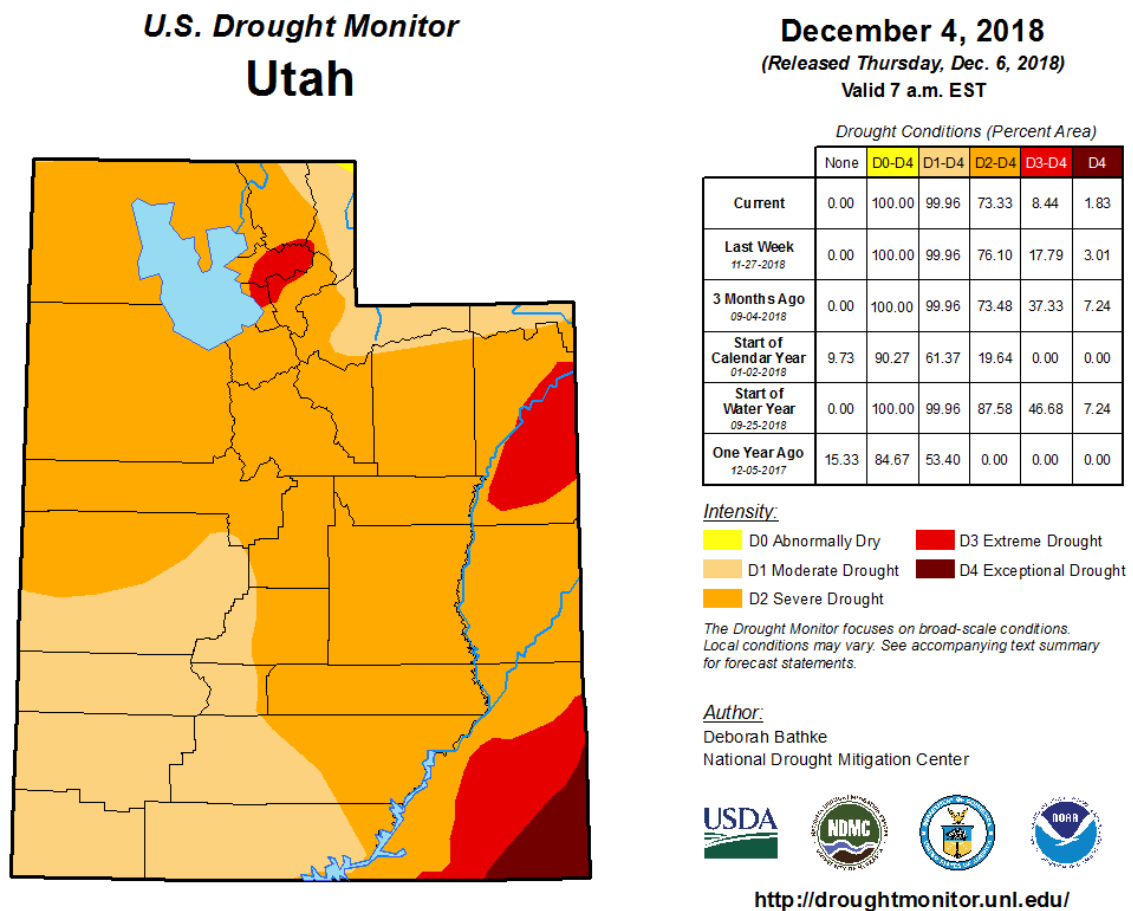 U.S. Drought Monitor
Utah
December 4, 2018
(Released Thursday, Dec. 6, 2018)
Valid 7 a.m. EST
Drought Conditions (Percent Area)
None D0-D4 D1-D4 D2-D4 D3-D4 D4
Current 0.00 100.00 99.96 73.33 8.44 1.83
Last Week
11-27-2018
0.00 100.00 99.96 76.10 17.79 3.01
3 Months Ago
09-04-2018
0.00 100.00 99.96 73.48 37.33 7.24
Start of
Calendar Year
01-02-2018
9.73 90.27 61.37 19.64 0.00 0.00
Start of
Water Year
09-25-2018
0.00 100.00 99.96 87.58 46.68 7.24
One Year Ago
12-05-2017
15.33 84.67 53.40 0.00 0.00 0.00
Intensity:
D0 Abnormally Dry
D1 Moderate Drought
D2 Severe Drought
D3 Extreme Drought
D4 Exceptional Drought
The Drought Monitor focuses on broad-scale conditions.
Local conditions may vary. See accompanying text summary
for forecast statements.
Author:
Deborah Bathke
National Drought Mitigation Center
USDA
NDMC
NOAA
http://droughtmonitor.unl.edu/